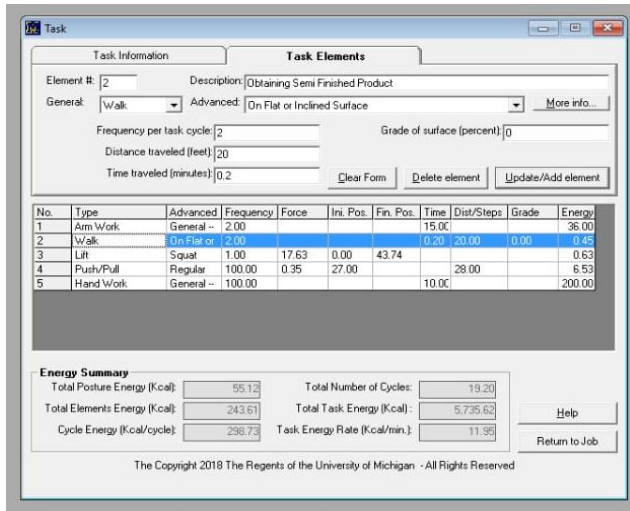 Task
Task Information Task Elements
Element #: 2 Description: Obtaining Semi Finished Product
General: Walk Advanced: On Flat or Inclined Surface More info...
Frequency per task cycle: 2 Grade of surface (percent): 0
Distance traveled (feet): 20
Time traveled (minutes): 0.2 Clear Form Delete element Update/Add element
No. Type Advanced Frequency Force Ini. Pos. Fin. Pos. Time Dist/Steps Grade Energy
1 Arm Work General -- 2.00 15.00 36.00
2 Walk On Flat or 2.00 0.20 20.00 0.00 0.45
3 Lift Squat 1.00 17.63 0.00 43.74 0.63
4 Push/Pull Regular 100.00 0.35 27.00 28.00 6.53
5 Hand Work General -- 100.00 10.00 200.00
Energy Summary
Total Posture Energy (Kcal): 55.12 Total Number of Cycles: 19.20
Total Elements Energy (Kcal): 243.61 Total Task Energy (Kcal) : 5,735.62 Help
Cycle Energy (Kcal/cycle): 298.73 Task Energy Rate (Kcal/min.): 11.95
Return to Job
The Copyright 2018 The Regents of the University of Michigan - All Rights Reserved